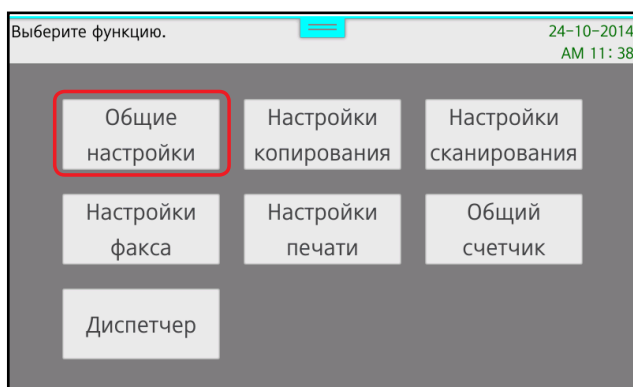 Выберите функцию.
24-10-2014
AM 11:38
Общие
настройки
Настройки
копирования
Настройки
сканирования
Настройки
факса
Настройки
печати
Общий
счетчик
Диспетчер